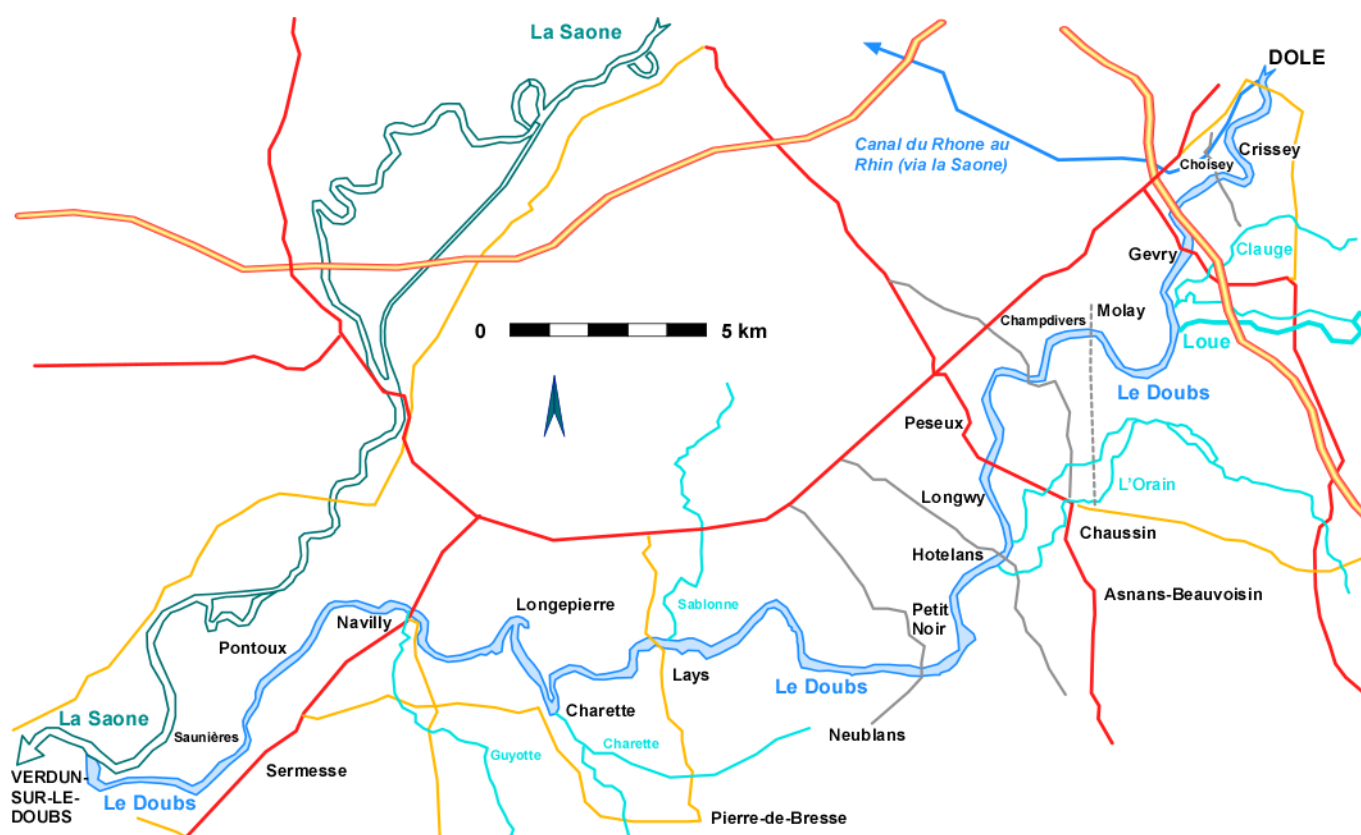 La Saone
DOLE
Canal du Rhone au
Rhin (via la Saone)
Choisey
Crissey
Gevry
Clauge
0
5 km
Champdivers
Molay
Loue
Le Doubs
Peseux
L'Orain
Longwy
Chaussin
Hotelans
Asnans-Beauvoisin
Longepierre
Sablonne
Petit
Noir
Navilly
Pontoux
Lays
Le Doubs
La Saone
Charette
Saunières
Neublans
Guyotte
Charette
Sermesse
VERDUN-
SUR-LE-
DOUBS
Le Doubs
Pierre-de-Bresse